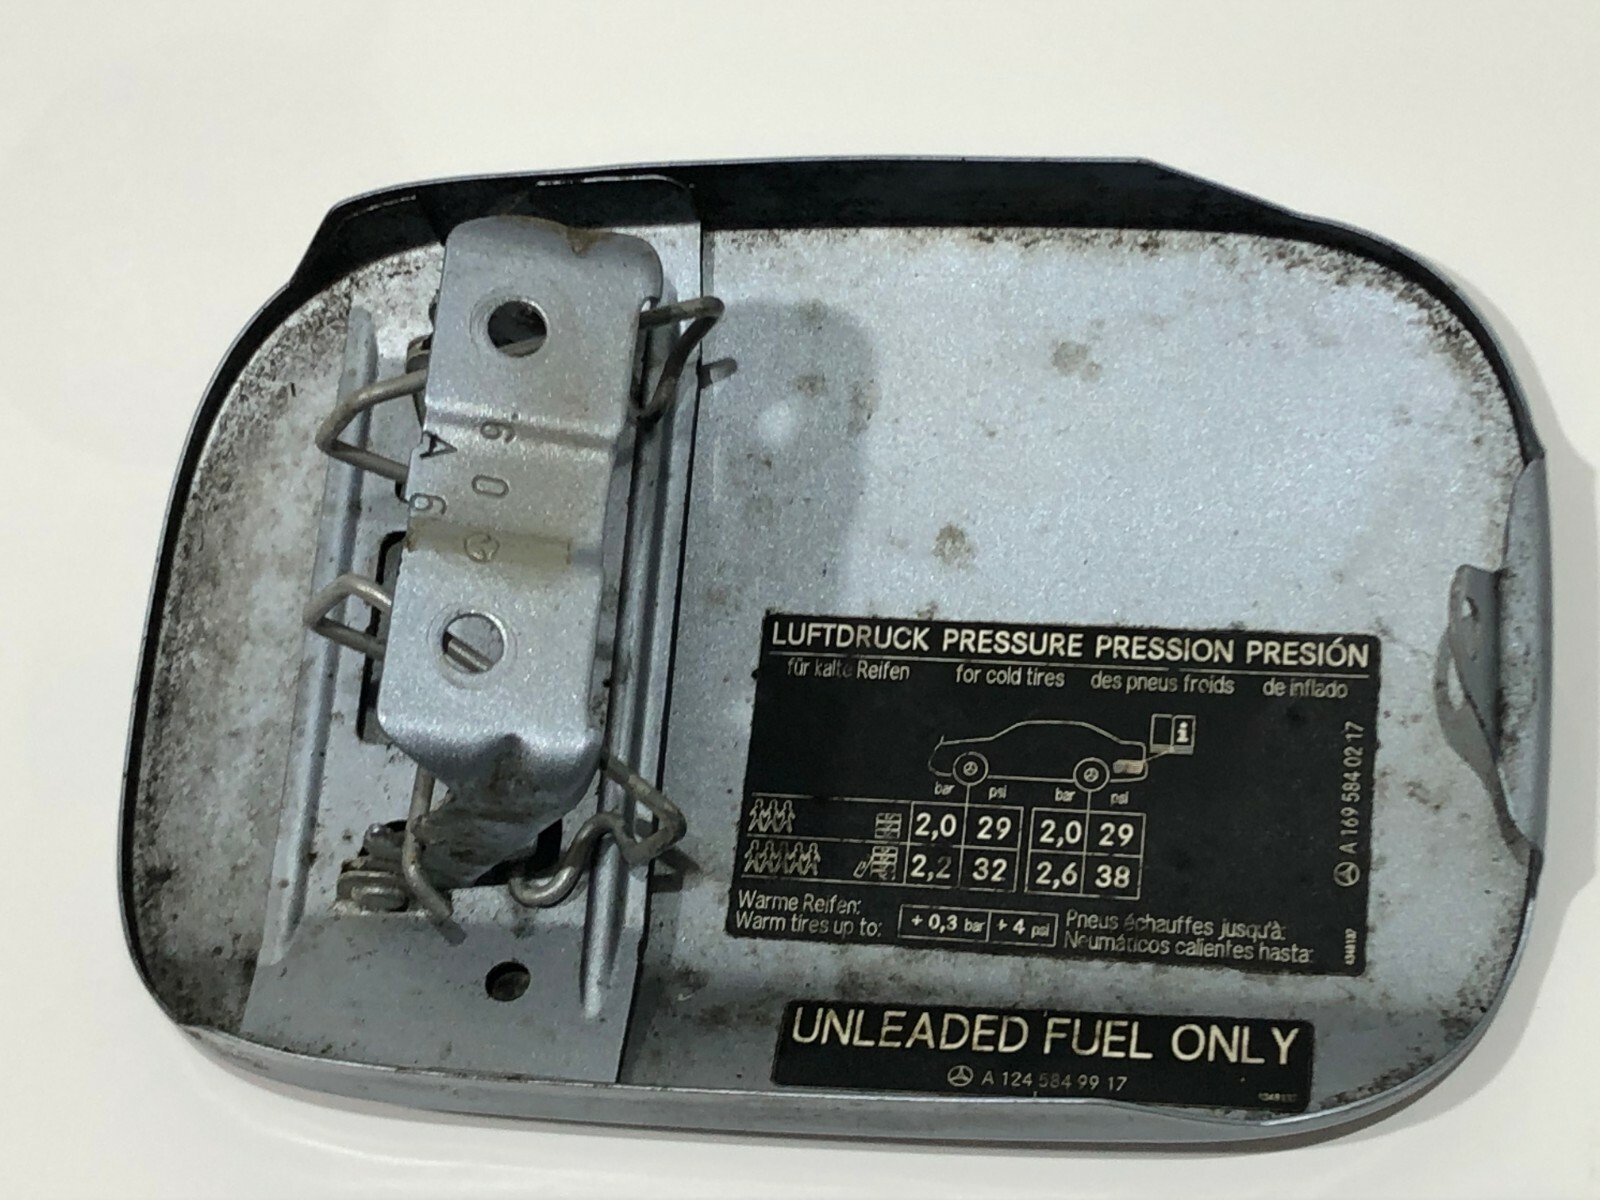 6
A
0
6
LUFTDRUCK PRESSURE PRESSION PRESIÓN
für kalte Reifen for cold tires des pneus froids de inflado
i
bar psi bar psi
2,0 29 2,0 29
2,2 32 2,6 38
Warme Reifen:
Warm tires up to:
+ 0,3 bar + 4 psi
Pneus échauffes jusqu'à:
Neumáticos calientes hasta:
A 169 584 02 17
UNLEADED FUEL ONLY
A 124 584 99 17